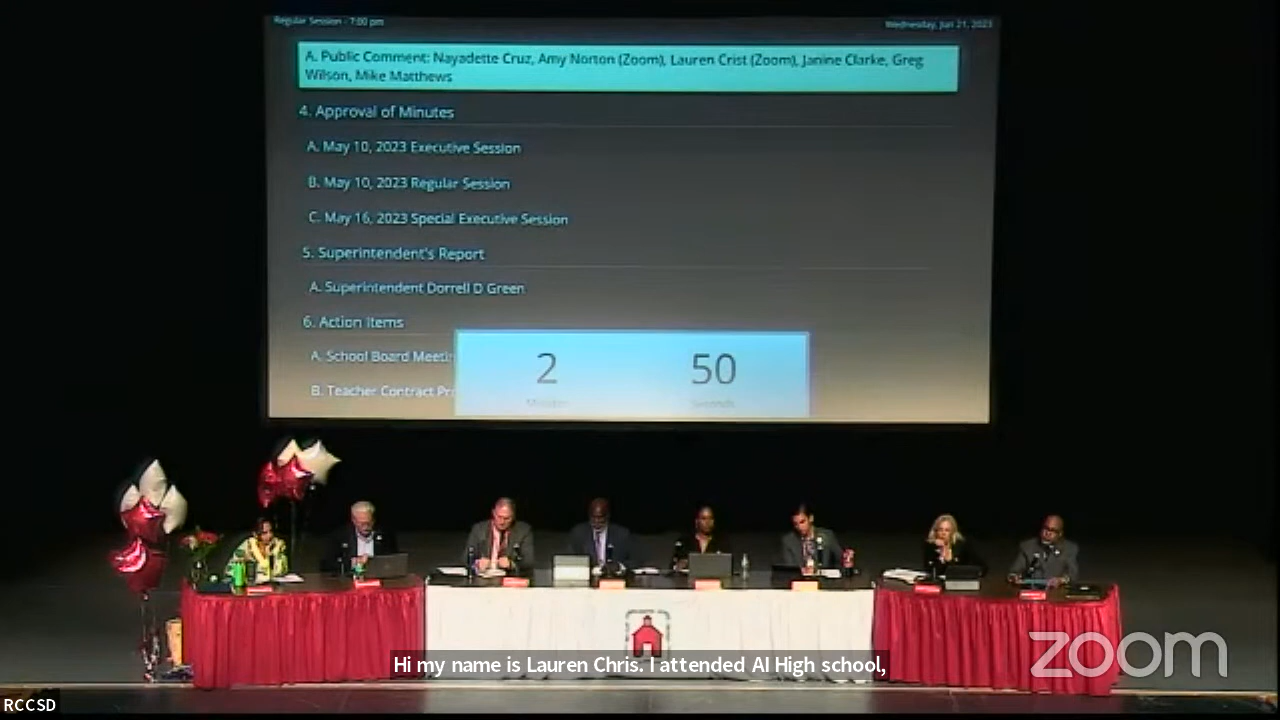 Regular Session - 7:00 pm
Wednesday, Jun 21, 2023
A. Public Comment: Nayadette Cruz, Amy Norton (Zoom), Lauren Crist (Zoom), Janine Clarke, Greg
Wilson, Mike Matthews
4. Approval of Minutes
A. May 10, 2023 Executive Session
B. May 10, 2023 Regular Session
C. May 16, 2023 Special Executive Session
5. Superintendent's Report
A. Superintendent Dorrell D Green
6. Action Items
A. School Board
B. Teacher Contract
2 50
Minutes Seconds
Hi my name is Lauren Chris. I attended AI High school,
zoom
RCCSD